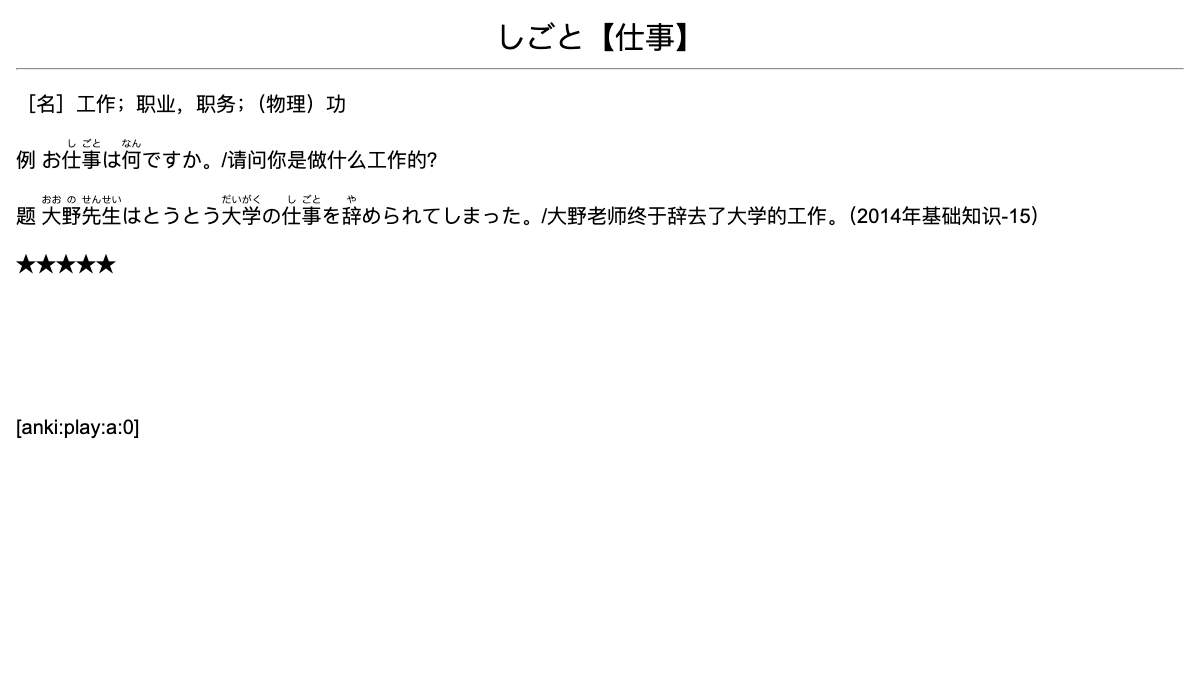 しごと【仕事】
［名］工作；职业，职务；（物理）功
し ごと なん
例 お仕事は何ですか。/请问你是做什么工作的?
おお の せんせい だいがく し ごと や
题 大野先生はとうとう大学の仕事を辞められてしまった。/大野老师终于辞去了大学的工作。（2014年基础知识-15）
★★★★★
[anki:play:a:0]